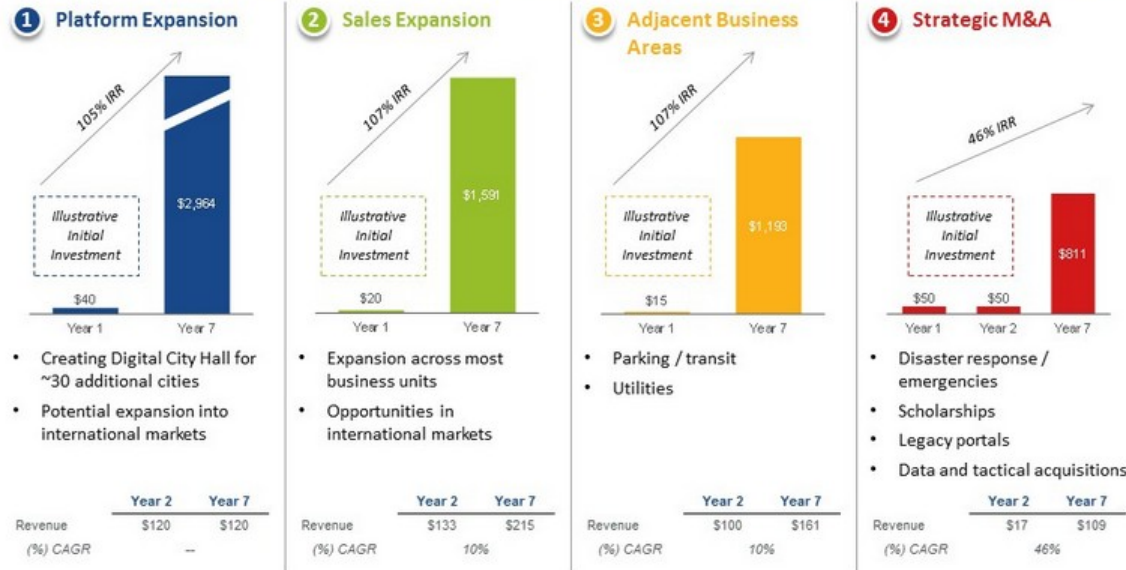 1 Platform Expansion
105% IRR
Illustrative
Initial
Investment
$2,964
$40
Year 1 Year 7
• Creating Digital City Hall for
~30 additional cities
• Potential expansion into
international markets
Year 2 Year 7
Revenue $120 $120
(%) CAGR --
2 Sales Expansion
107% IRR
Illustrative
Initial
Investment
$1,591
$20
Year 1 Year 7
• Expansion across most
business units
• Opportunities in
international markets
Year 2 Year 7
Revenue $133 $215
(%) CAGR 10%
3 Adjacent Business
Areas
107% IRR
Illustrative
Initial
Investment
$1,193
$15
Year 1 Year 7
• Parking / transit
• Utilities
Year 2 Year 7
Revenue $100 $161
(%) CAGR 10%
4 Strategic M&A
46% IRR
Illustrative
Initial
Investment
$811
$50 $50
Year 1 Year 2 Year 7
• Disaster response /
emergencies
• Scholarships
• Legacy portals
• Data and tactical acquisitions
Year 2 Year 7
Revenue $17 $109
(%) CAGR 46%